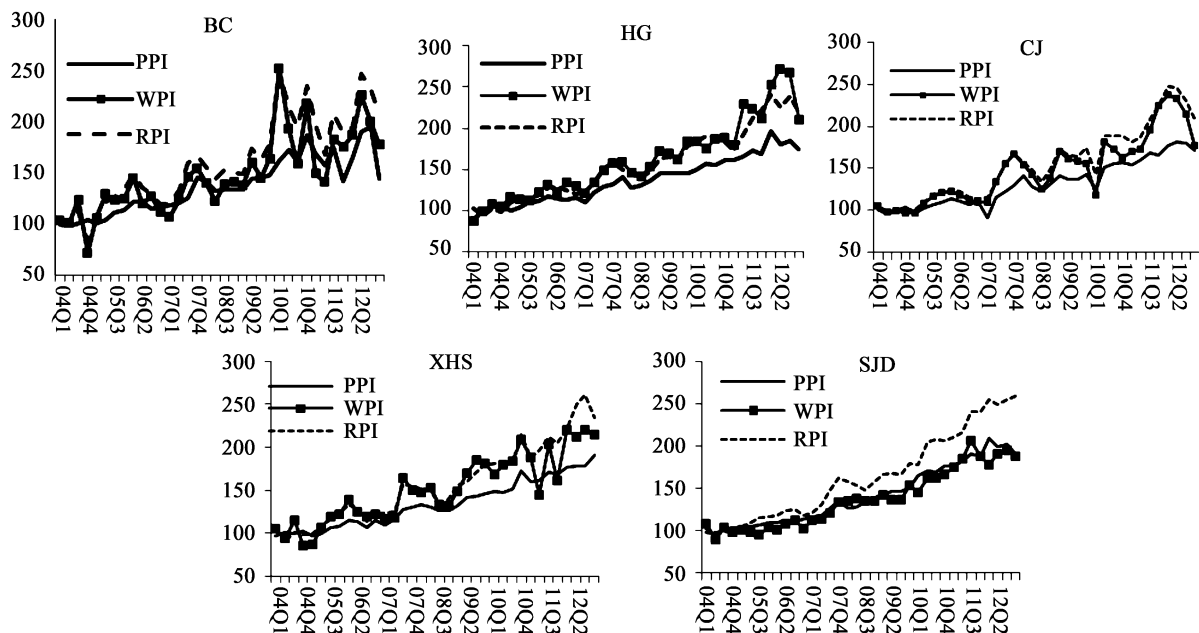 BC
300
250
200
150
100
50
PPI
WPI
RPI
04Q1
04Q4
05Q3
06Q2
07Q1
07Q4
08Q3
09Q2
10Q1
10Q4
11Q3
12Q2
HG
300
250
200
150
100
50
PPI
WPI
RPI
04Q1
04Q4
05Q3
06Q2
07Q1
07Q4
08Q3
09Q2
10Q1
10Q4
11Q3
12Q2
CJ
300
250
200
150
100
50
PPI
WPI
RPI
04Q1
04Q4
05Q3
06Q2
07Q1
07Q4
08Q3
09Q2
10Q1
10Q4
11Q3
12Q2
XHS
300
250
200
150
100
50
PPI
WPI
RPI
04Q1
04Q4
05Q3
06Q2
07Q1
07Q4
08Q3
09Q2
10Q1
10Q4
11Q3
12Q2
SJD
300
250
200
150
100
50
PPI
WPI
RPI
04Q1
04Q4
05Q3
06Q2
07Q1
07Q4
08Q3
09Q2
10Q1
10Q4
11Q3
12Q2